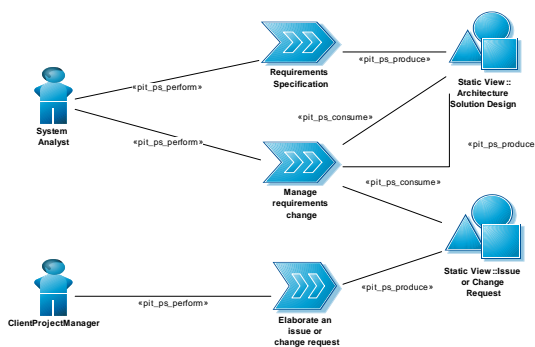 «pit_ps_produce»
Requirements
Specification
Static View ::
Architecture
Solution Design
«pit_ps_perform»
«pit_ps_consume»
System
Analyst
«pit_ps_perform»
«pit_ps_produce
Manage
requirements
change
«pit_ps_consume»
Static View ::Issue
or Change
Request
«pit_ps_produce»
«pit_ps_perform»
ClientProjectManager
Elaborate an
issue or
change request